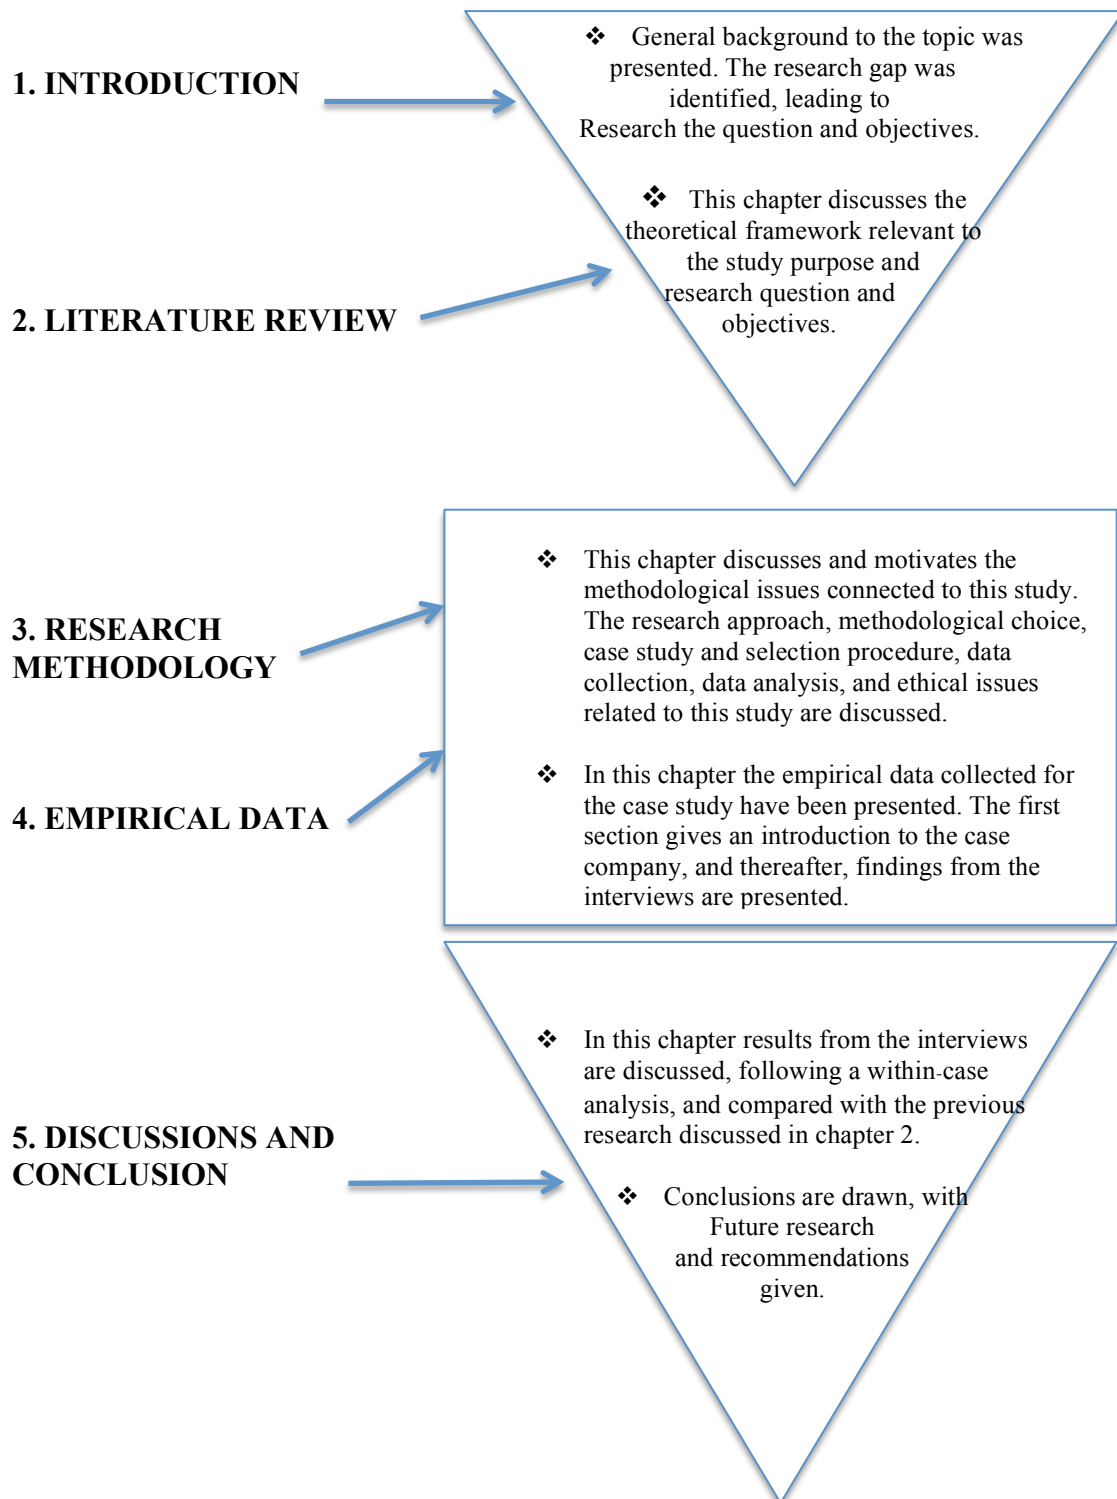 1. INTRODUCTION
❖ General background to the topic was
presented. The research gap was
identified, leading to
Research the question and objectives.
❖ This chapter discusses the
theoretical framework relevant to
the study purpose and
research question and
objectives.
2. LITERATURE REVIEW
3. RESEARCH
METHODOLOGY
❖ This chapter discusses and motivates the
methodological issues connected to this study.
The research approach, methodological choice,
case study and selection procedure, data
collection, data analysis, and ethical issues
related to this study are discussed.
4. EMPIRICAL DATA
❖ In this chapter the empirical data collected for
the case study have been presented. The first
section gives an introduction to the case
company, and thereafter, findings from the
interviews are presented.
5. DISCUSSIONS AND
CONCLUSION
❖ In this chapter results from the interviews
are discussed, following a within-case
analysis, and compared with the previous
research discussed in chapter 2.
❖ Conclusions are drawn, with
Future research
and recommendations
given.